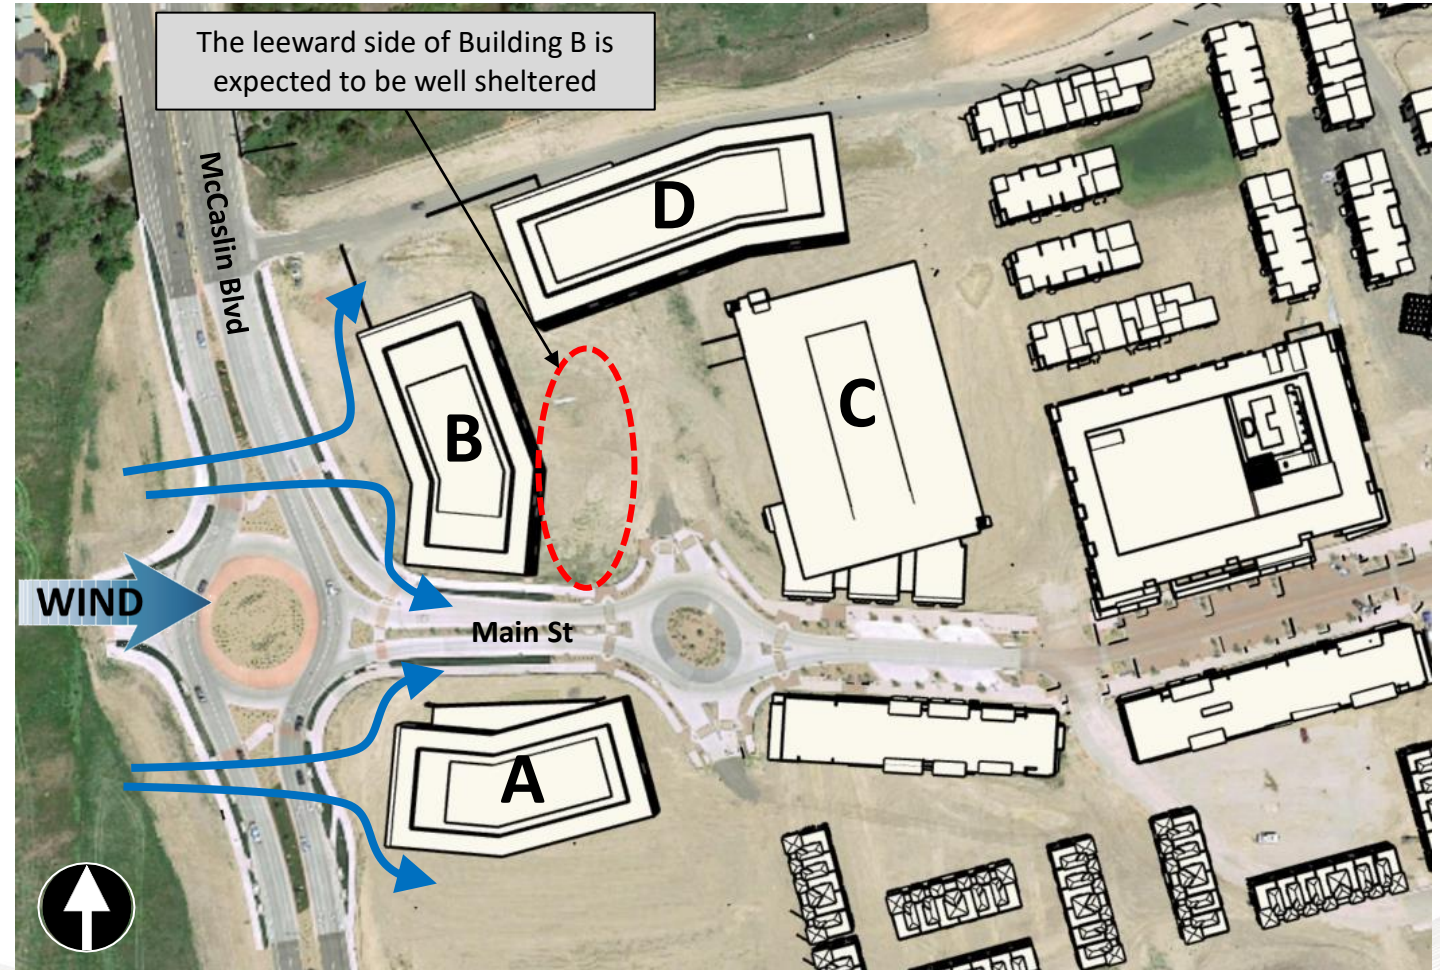 The leeward side of Building B is
expected to be well sheltered
McCaslin Blvd
D
C
B
WIND
Main St
A